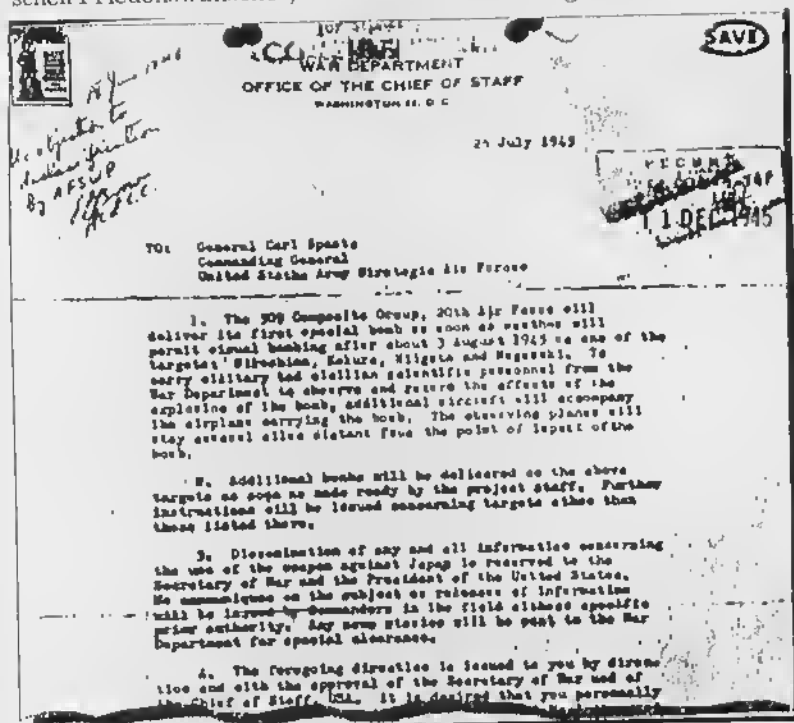 SAVE
WAR DEPARTMENT
OFFICE OF THE CHIEF OF STAFF
WASHINGTON D C
July 1945
No objection to
declassification
By AFSWP
11 DEC 1945
TO: General Carl Spaatz
Commanding General
United States Army Strategic Air Forces
1. The 509 Composite Group, 20th Air Force will
deliver its first special bomb as soon as weather will
permit visual bombing after about 3 August 1945 on one of the
targets: Hiroshima, Kokura, Niigata and Nagasaki. To
carry military and civilian scientific personnel from the
War Department to observe and record the effects of the
explosion of the bomb, additional aircraft will accompany
the airplane carrying the bomb. The observing planes will
stay several miles distant from the point of impact of the
bomb.
2. Additional bombs will be delivered on the above
targets as soon as made ready by the project staff. Further
instructions will be issued concerning targets other than
those listed above.
3. Dissemination of any and all information concerning
the use of the weapon against Japan is reserved to the
Secretary of War and the President of the United States.
No communiques on the subject or releases of information
will be issued by Commanders in the field without specific
prior authority. Any news stories will be sent to the War
Department for special clearance.
4. The foregoing directive is issued to you by direc-
tion and with the approval of the Secretary of War and of
the Chief of Staff, USA. It is desired that you personally